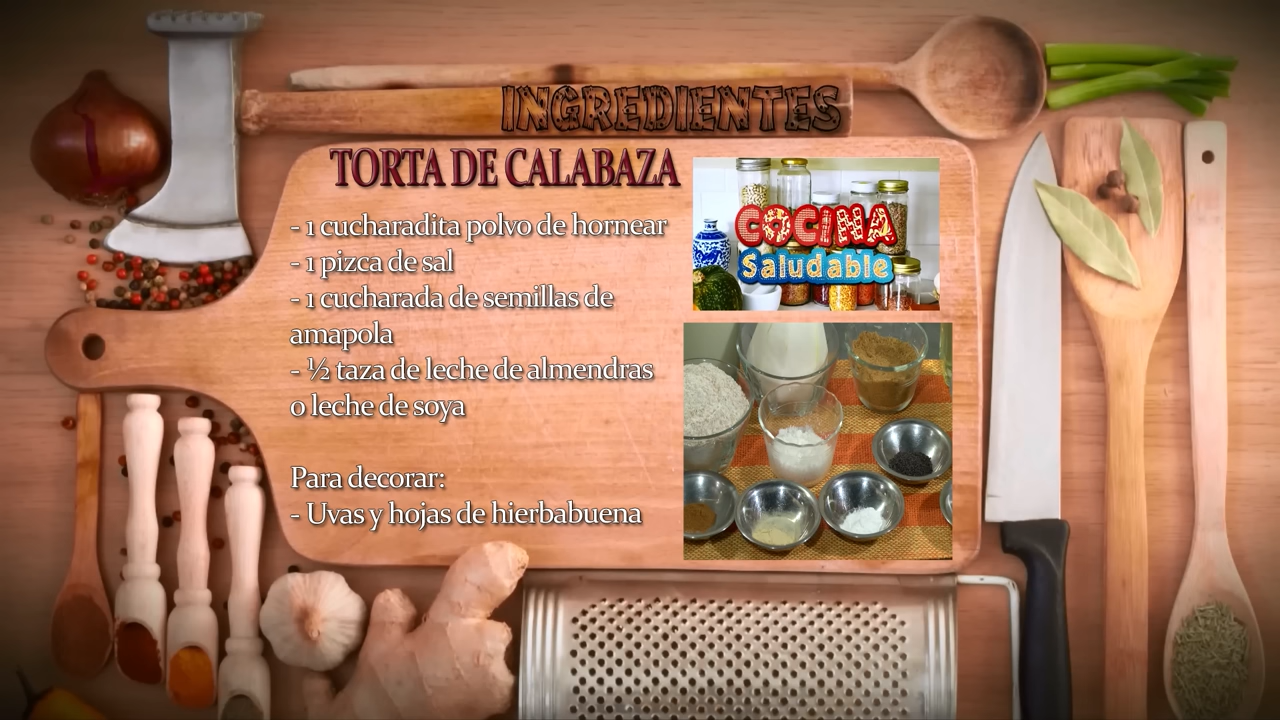 INGREDIENTES
TORTA DE CALABAZA
- 1 cucharadita polvo de hornear
- 1 pizca de sal
- 1 cucharada de semillas de
amapola
- ½ taza de leche de almendras
o leche de soya
Para decorar:
- Uvas y hojas de hierbabuena
COCINA
Saludable